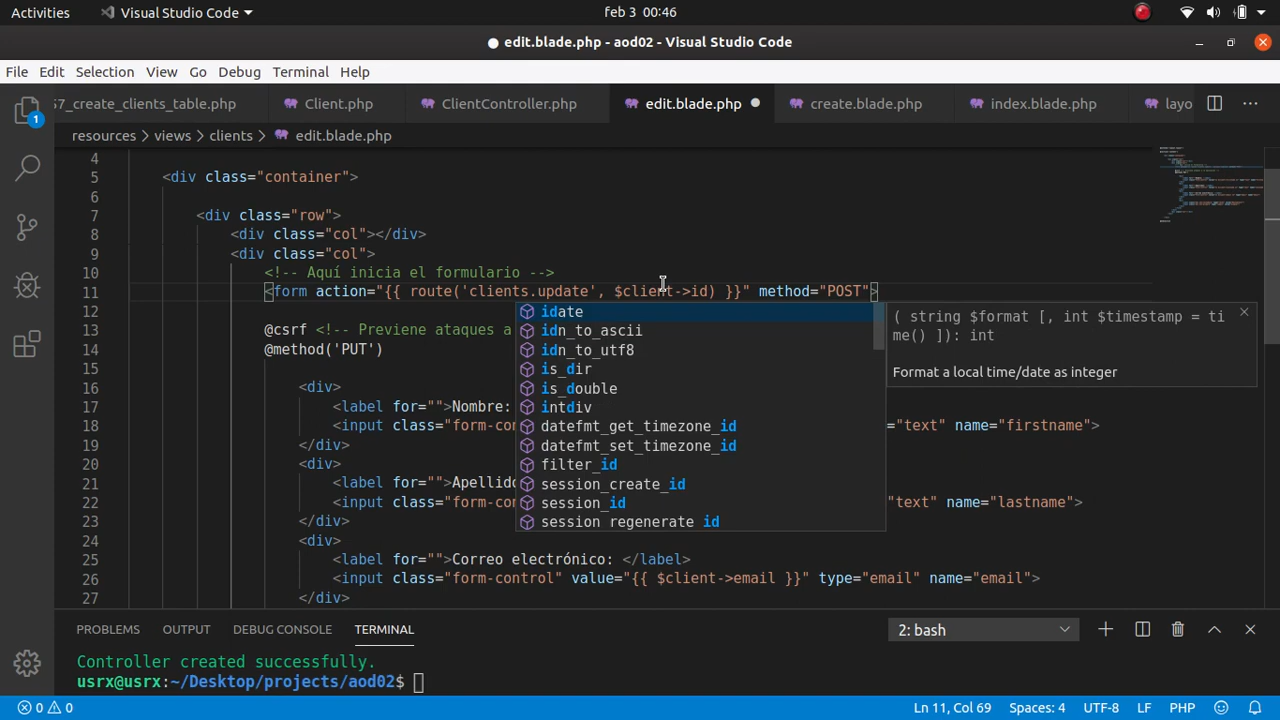 Activities
Visual Studio Code
feb 3 00:46
edit.blade.php - aod02 - Visual Studio Code
File Edit Selection View Go Debug Terminal Help
57_create_clients_table.php Client.php ClientController.php edit.blade.php create.blade.php index.blade.php layo
resources > views > clients > edit.blade.php
4
5 <div class="container">
6
7 <div class="row">
8 <div class="col"></div>
9 <div class="col">
10 <!-- Aquí inicia el formulario -->
11 <form action="{{ route('clients.update', $client->id) }}" method="POST">
12
13 @csrf <!-- Previene ataques a
14 @method('PUT')
15
16 <div>
17 <label for="">Nombre:
18 <input class="form-con ="text" name="firstname">
19 </div>
20 <div>
21 <label for="">Apellido
22 <input class="form-con "text" name="lastname">
23 </div>
24 <div>
25 <label for="">Correo electrónico: </label>
26 <input class="form-control" value="{{ $client->email }}" type="email" name="email">
27 </div>
idate
idn_to_ascii
idn_to_utf8
is_dir
is_double
intdiv
datefmt_get_timezone_id
datefmt_set_timezone_id
filter_id
session_create_id
session_id
session_regenerate_id
( string $format [, int $timestamp = ti
me() ]): int
Format a local time/date as integer
PROBLEMS OUTPUT DEBUG CONSOLE TERMINAL
2: bash
Controller created successfully.
usrx@usrx:~/Desktop/projects/aod02$
1
0 0
Ln 11, Col 69 Spaces: 4 UTF-8 LF PHP